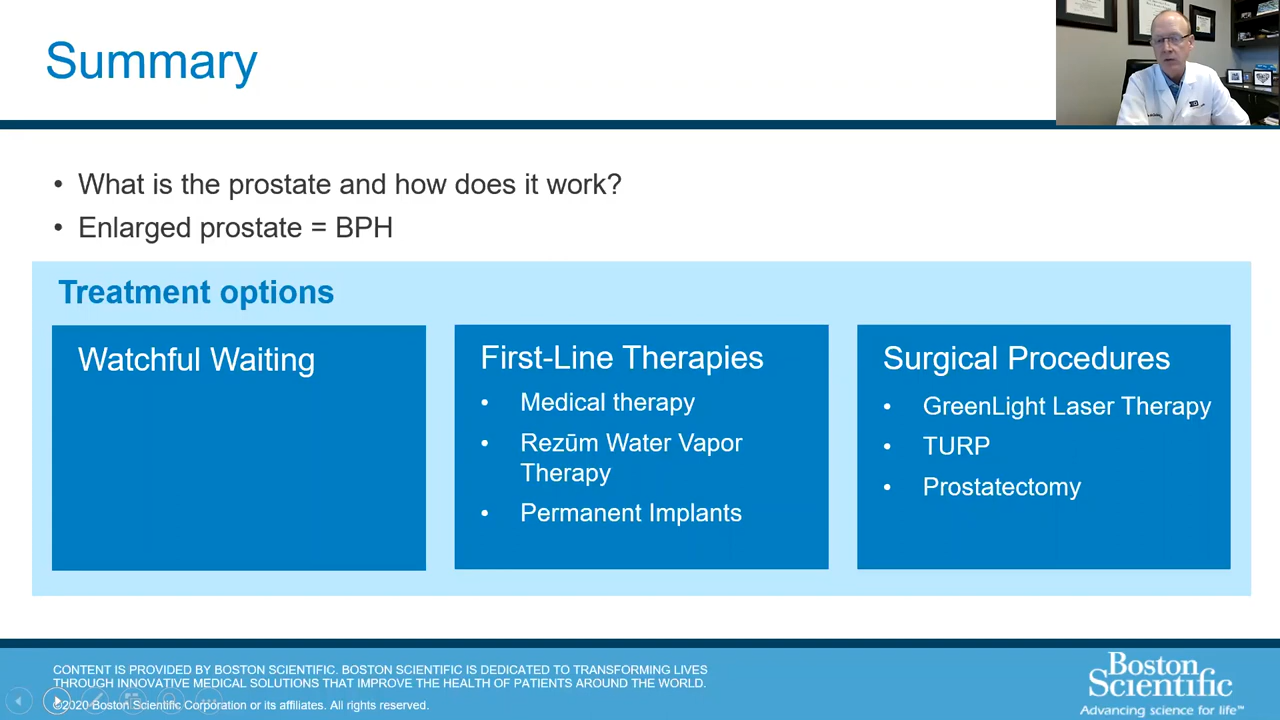 Summary
• What is the prostate and how does it work?
• Enlarged prostate = BPH
Treatment options
Watchful Waiting
First-Line Therapies
• Medical therapy
• Rezūm Water Vapor
Therapy
• Permanent Implants
Surgical Procedures
• GreenLight Laser Therapy
• TURP
• Prostatectomy
CONTENT IS PROVIDED BY BOSTON SCIENTIFIC. BOSTON SCIENTIFIC IS DEDICATED TO TRANSFORMING LIVES
THROUGH INNOVATIVE MEDICAL SOLUTIONS THAT IMPROVE THE HEALTH OF PATIENTS AROUND THE WORLD.
©2020 Boston Scientific Corporation or its affiliates. All rights reserved.
Boston
Scientific
Advancing science for life™